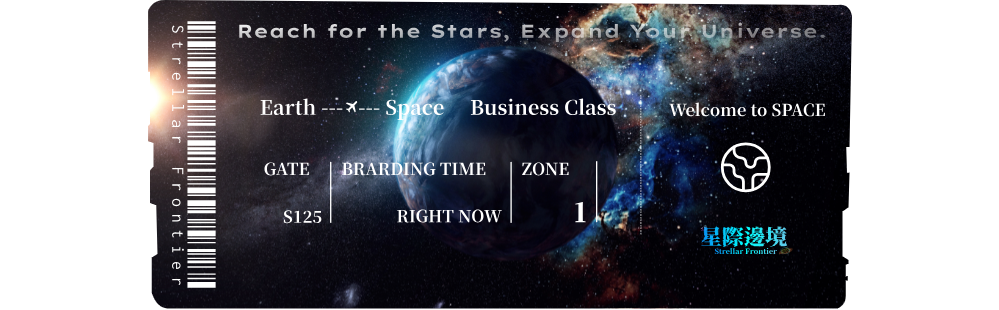 Reach for the Stars, Expand Your Universe.
Strellar Frontier
Earth ------ Space
Business Class
Welcome to SPACE
GATE
BRARDING TIME
ZONE
S125
RIGHT NOW
1
星際邊境
Strellar Frontier